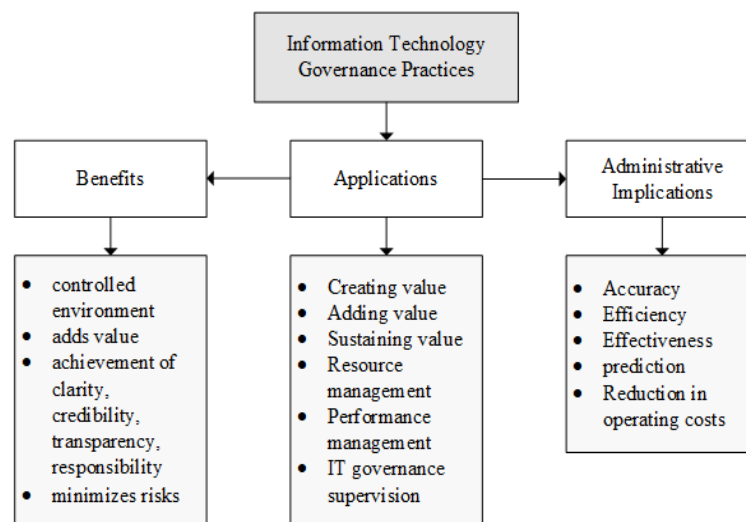 Information Technology
Governance Practices
Benefits
Applications
Administrative
Implications
• controlled
environment
• adds value
• achievement of
clarity,
credibility,
transparency,
responsibility
• minimizes risks
• Creating value
• Adding value
• Sustaining value
• Resource
management
• Performance
management
• IT governance
supervision
• Accuracy
• Efficiency
• Effectiveness
• prediction
• Reduction in
operating costs